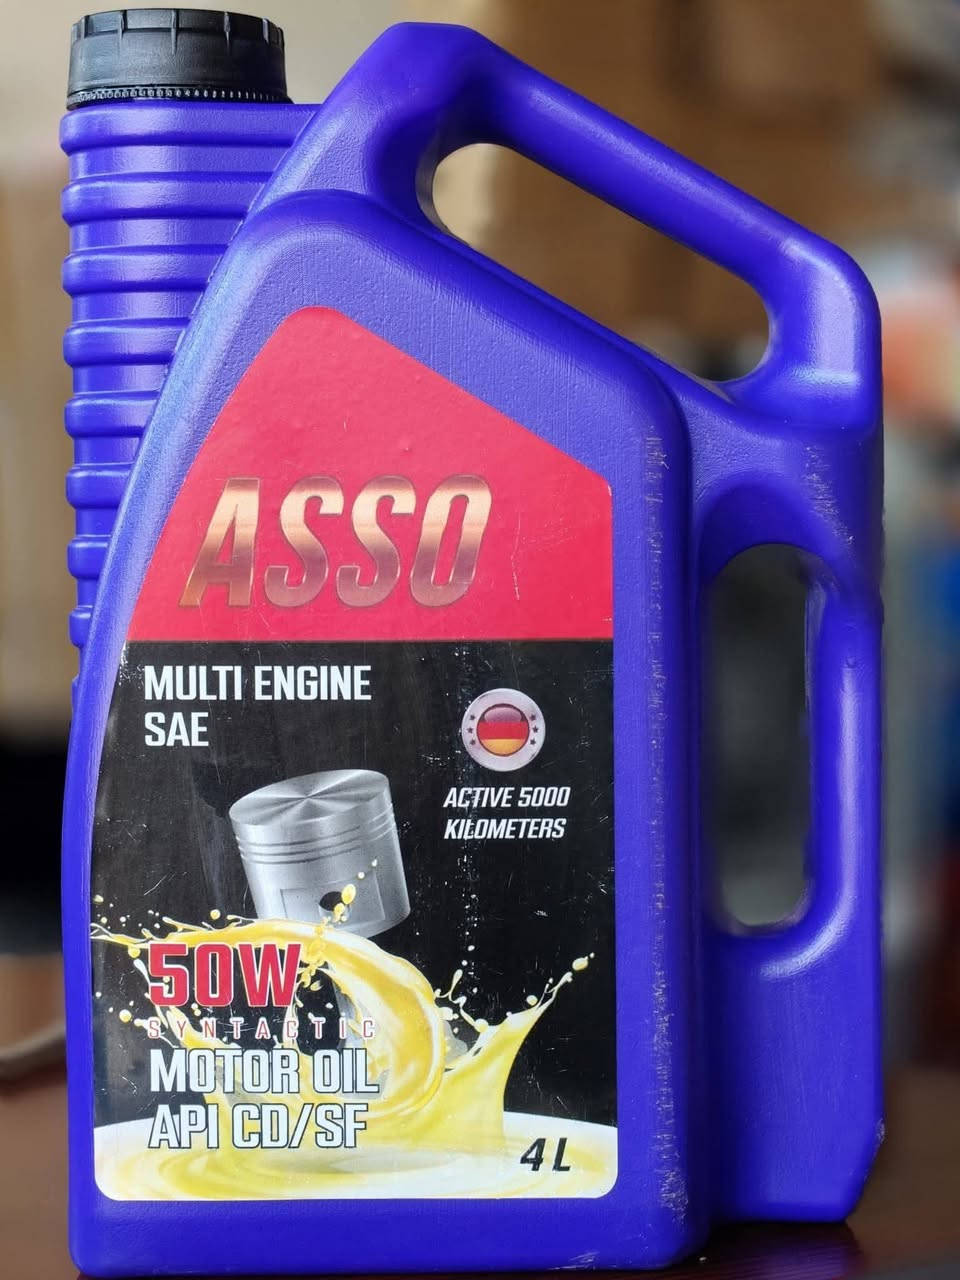 ASSO
MULTI ENGINE
SAE
ACTIVE 5000
KILOMETERS
50W
SYNTACTIC
MOTOR OIL
API CD/SF
4L